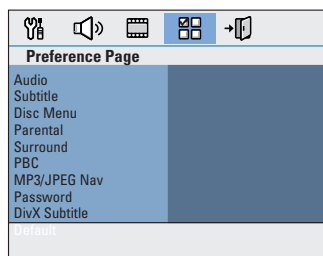 Preference Page
Audio
Subtitle
Disc Menu
Parental
Surround
PBC
MP3/JPEG Nav
Password
DivX Subtitle
Default